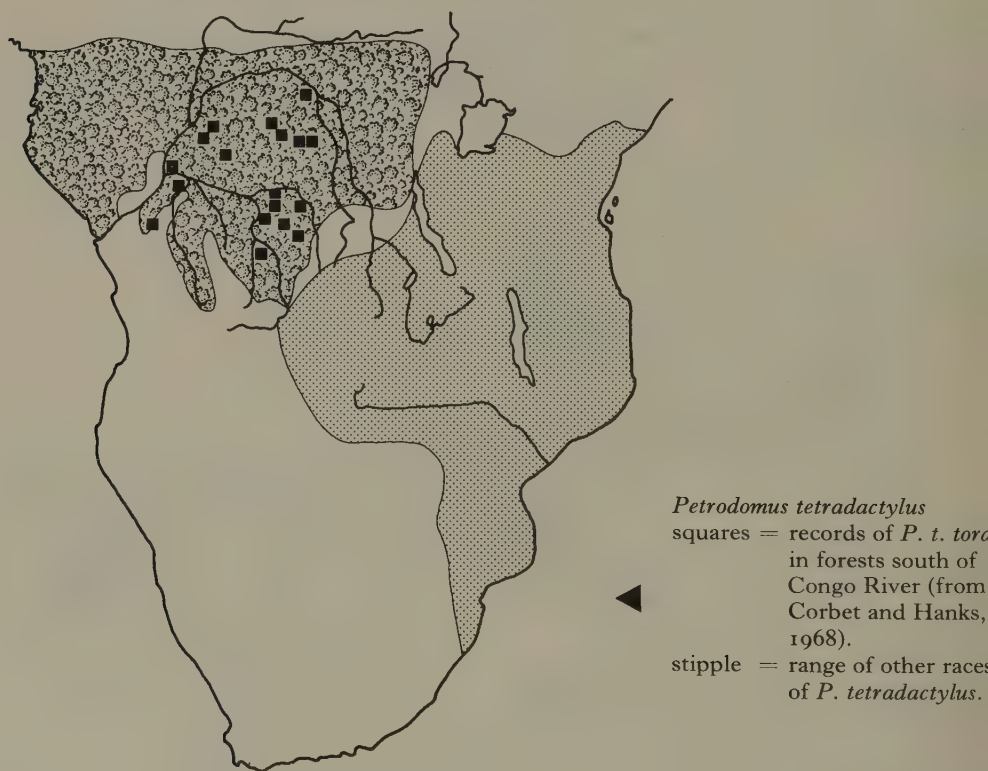 Petrodomus tetradactylus
squares = records of P. t. tord
in forests south of
Congo River (from
Corbet and Hanks,
1968).
stipple = range of other races
of P. tetradactylus.